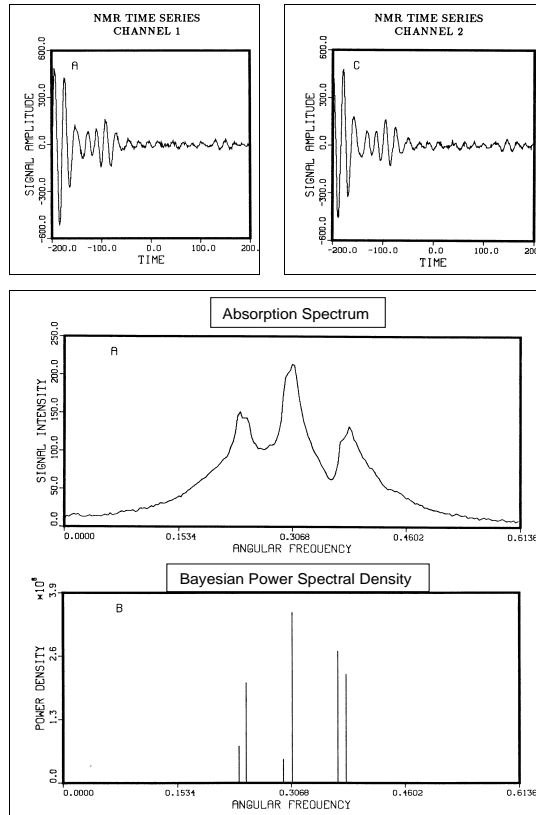 NMR TIME SERIES
CHANNEL 1
A
SIGNAL AMPLITUDE
600.0
300.0
0.0
-300.0
-600.0
-200.0 -100.0 0.0 100.0 200.
TIME
NMR TIME SERIES
CHANNEL 2
C
SIGNAL AMPLITUDE
600.0
300.0
0.0
-300.0
-600.0
-200.0 -100.0 0.0 100.0 200
TIME
Absorption Spectrum
A
SIGNAL INTENSITY
250.0
200.0
150.0
100.0
50.0
0.0
0.0000 0.1534 0.3068 0.4602 0.6136
ANGULAR FREQUENCY
Bayesian Power Spectral Density
B
POWER DENSITY
3.9
2.6
1.3
0.0
0.0000 0.1534 0.3068 0.4602 0.6136
ANGULAR FREQUENCY